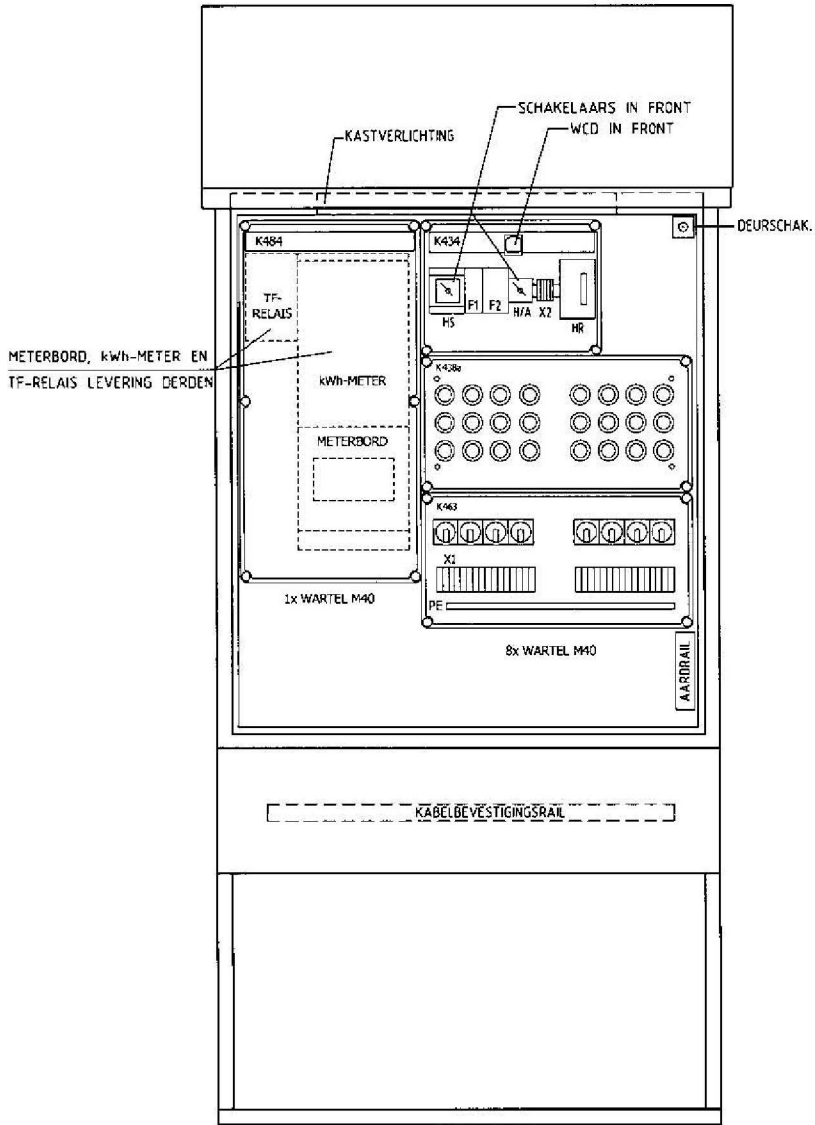 SCHAKELAARS IN FRONT
WCD IN FRONT
KASTVERLICHTING
DEURSCHAK.
K484
K434
TF-
RELAIS
F1
F2
HS
H/A
X2
HR
METERBORD, kWh-METER EN
TF-RELAIS LEVERING DERDEN
kWh-METER
K438a
METERBORD
K463
X1
PE
1x WARTEL M40
8x WARTEL M40
AARDRAIL
KABELBEVESTIGINGSRAIL